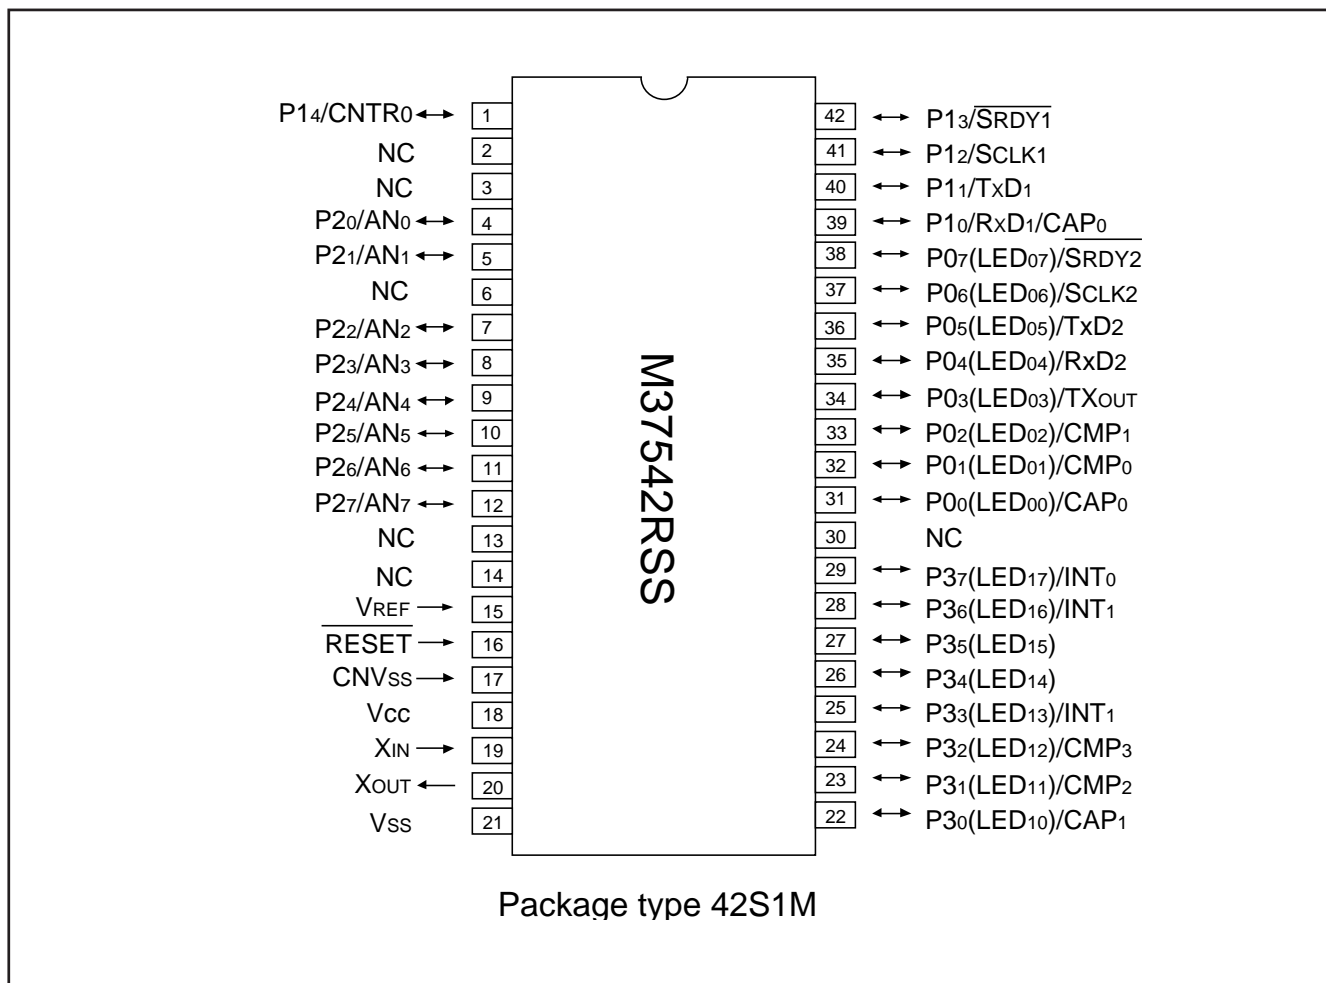 P14/CNTR0 1
NC 2
NC 3
P20/AN0 4
P21/AN1 5
NC 6
P22/AN2 7
P23/AN3 8
P24/AN4 9
P25/AN5 10
P26/AN6 11
P27/AN7 12
NC 13
NC 14
VREF 15
RESET 16
CNVSS 17
Vcc 18
XIN 19
XOUT 20
VSS 21
M37542RSS
42 P13/SRDY1
41 P12/SCLK1
40 P11/TXD1
39 P10/RXD1/CAP0
38 P07(LED07)/SRDY2
37 P06(LED06)/SCLK2
36 P05(LED05)/TxD2
35 P04(LED04)/RxD2
34 P03(LED03)/TXOUT
33 P02(LED02)/CMP1
32 P01(LED01)/CMP0
31 P00(LED00)/CAP0
30 NC
29 P37(LED17)/INT0
28 P36(LED16)/INT1
27 P35(LED15)
26 P34(LED14)
25 P33(LED13)/INT1
24 P32(LED12)/CMP3
23 P31(LED11)/CMP2
22 P30(LED10)/CAP1
Package type 42S1M